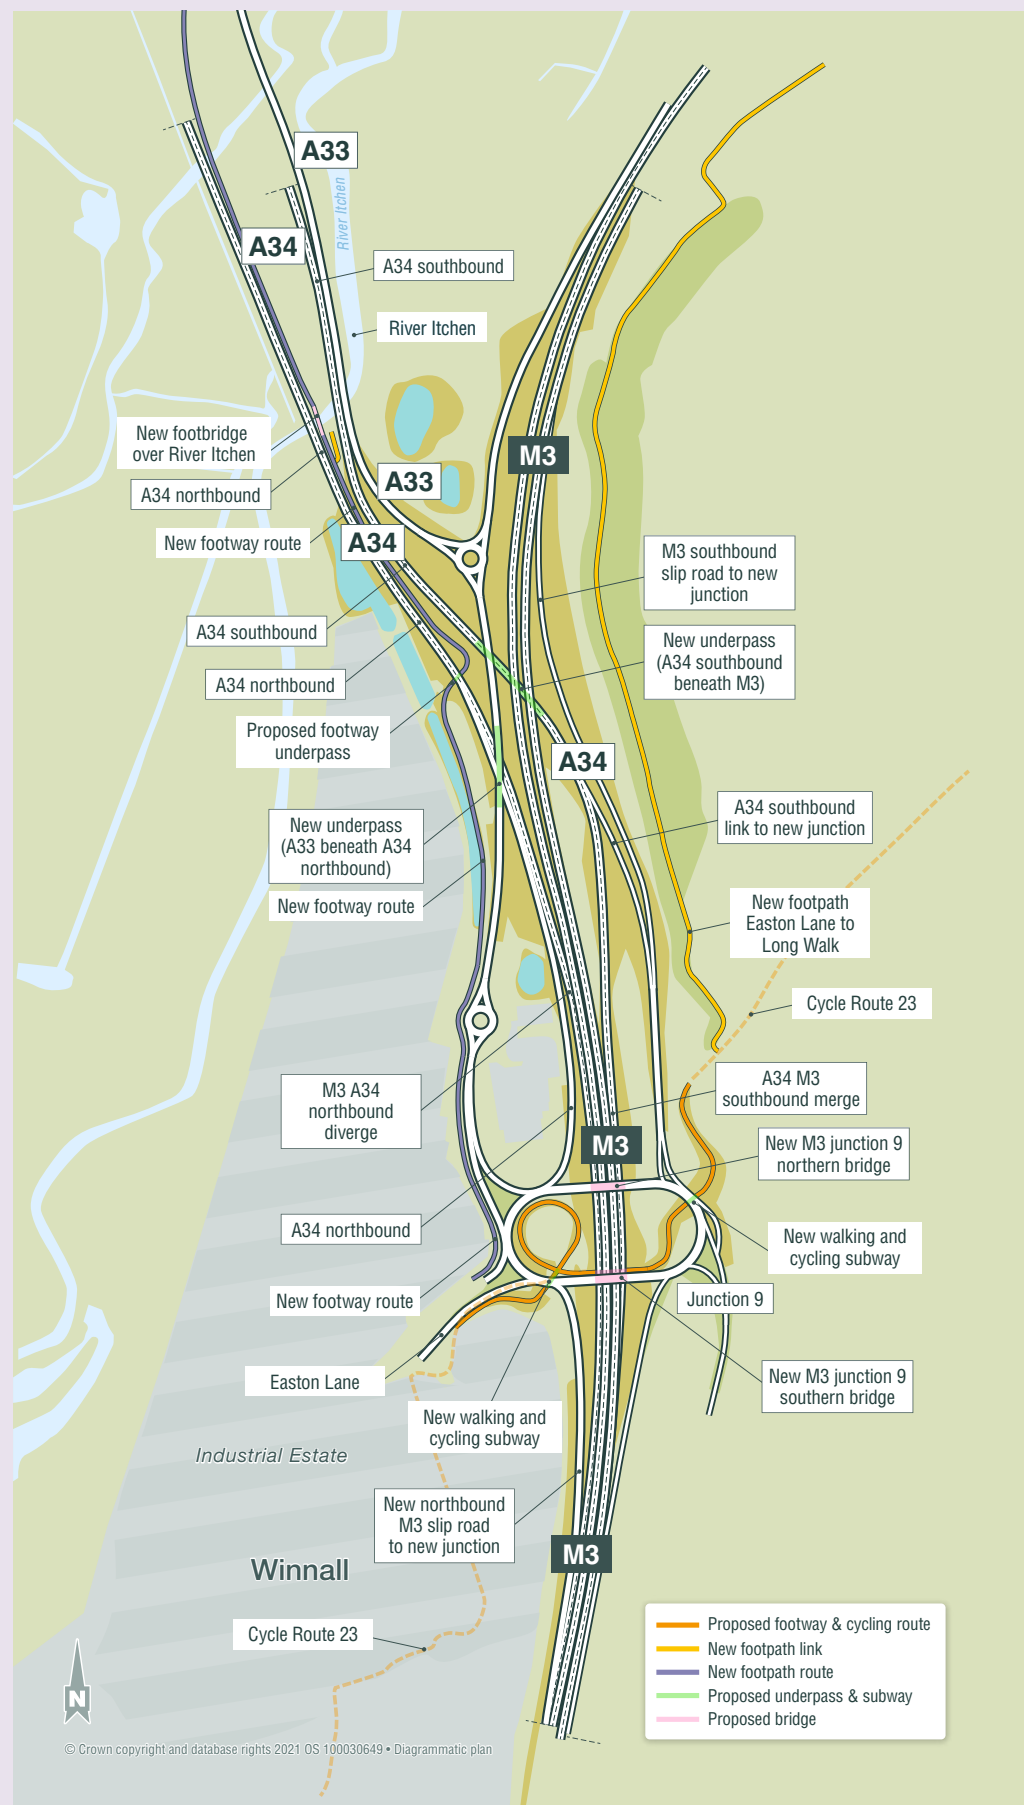 A33
River Itchen
A34
A34 southbound
River Itchen
New footbridge
over River Itchen
M3
A33
A34 northbound
New footway route
A34
M3 southbound
slip road to new
junction
A34 southbound
New underpass
(A34 southbound
beneath M3)
A34 northbound
Proposed footway
underpass
A34
A34 southbound
link to new junction
New underpass
(A33 beneath A34
northbound)
New footway route
New footpath
Easton Lane to
Long Walk
Cycle Route 23
M3 A34
northbound
diverge
A34 M3
southbound merge
M3
New M3 junction 9
northern bridge
A34 northbound
New walking and
cycling subway
New footway route
Junction 9
Easton Lane
New M3 junction 9
southern bridge
New walking and
cycling subway
Industrial Estate
New northbound
M3 slip road
to new junction
M3
Winnall
Cycle Route 23
Proposed footway & cycling route
New footpath link
New footpath route
Proposed underpass & subway
Proposed bridge
N
© Crown copyright and database rights 2021 OS 100030649 • Diagrammatic plan